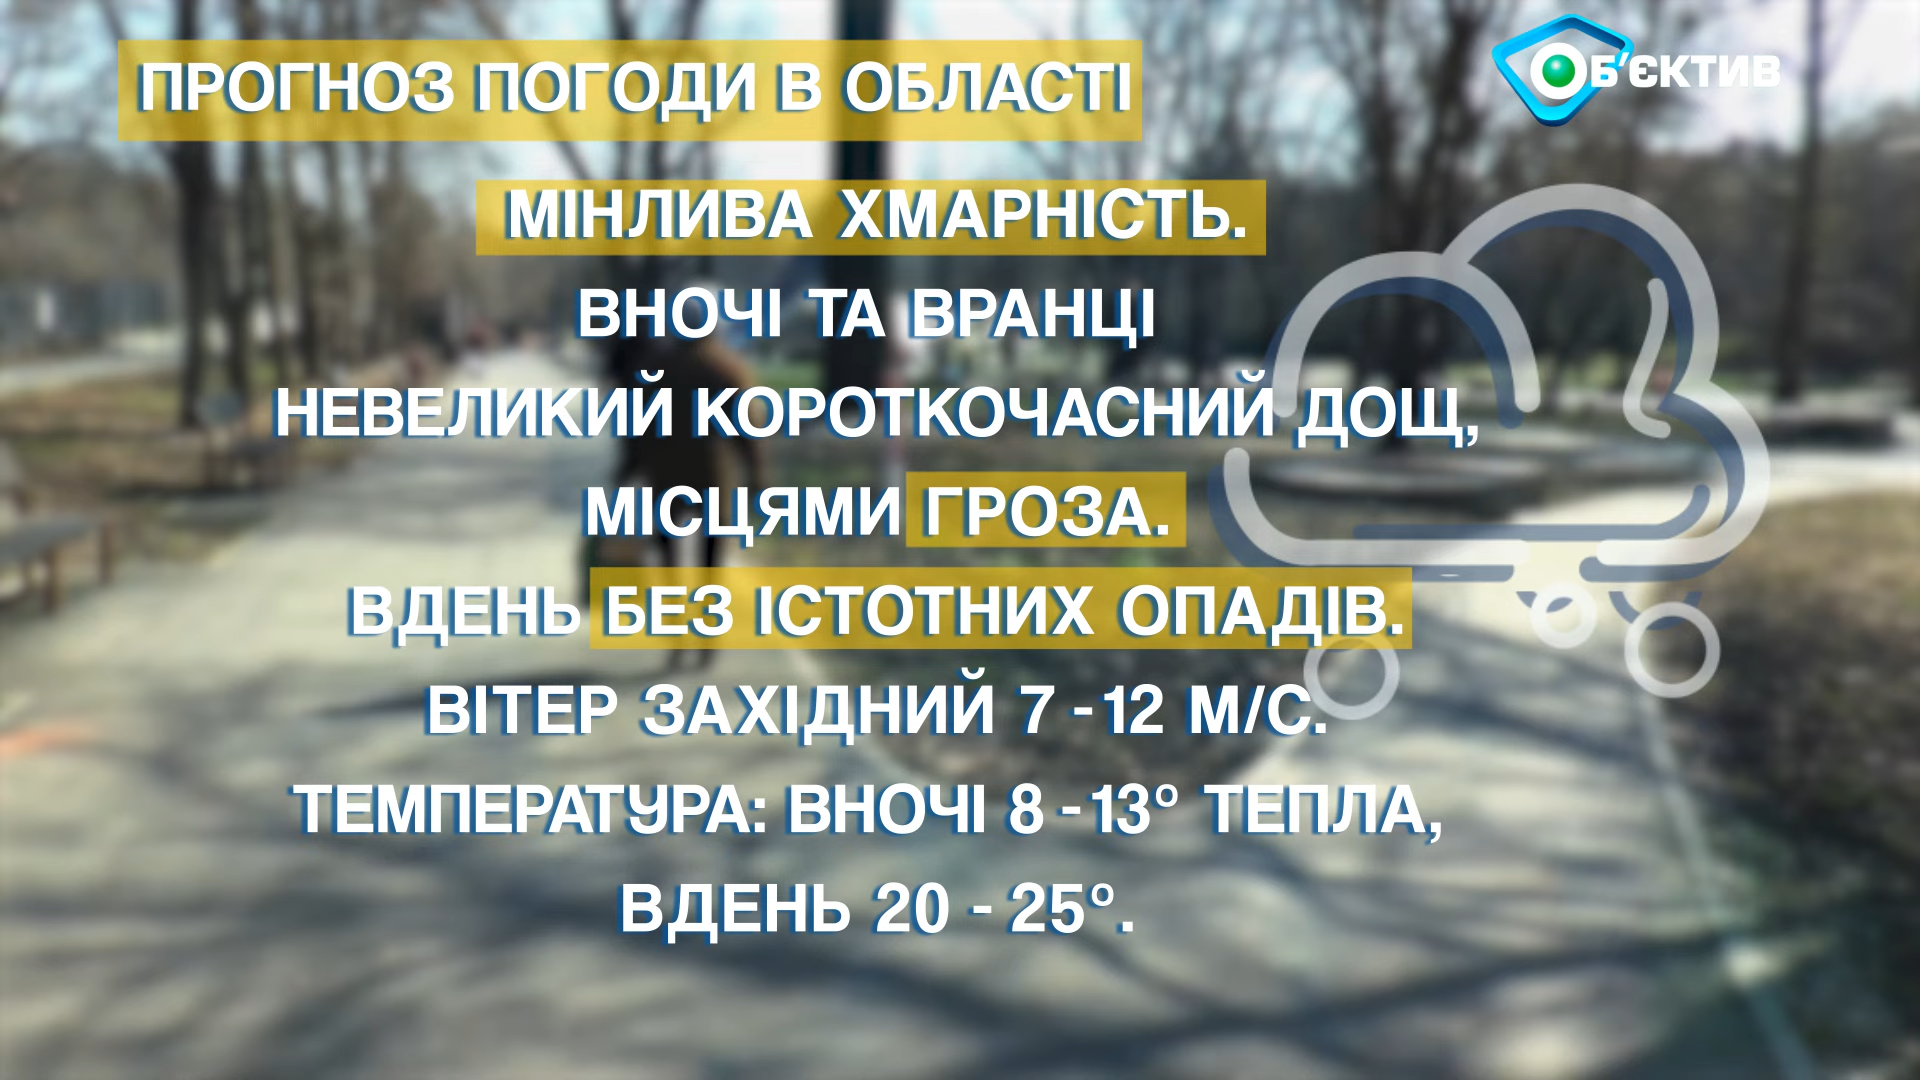 ПРОГНОЗ ПОГОДИ В ОБЛАСТІ
ОБ'ЄКТИВ
МІНЛИВА ХМАРНІСТЬ.
ВНОЧІ ТА ВРАНЦІ
НЕВЕЛИКИЙ КОРОТКОЧАСНИЙ ДОЩ,
МІСЦЯМИ ГРОЗА.
ВДЕНЬ БЕЗ ІСТОТНИХ ОПАДІВ.
ВІТЕР ЗАХІДНИЙ 7 -12 М/С.
ТЕМПЕРАТУРА: ВНОЧІ 8 -13° ТЕПЛА,
ВДЕНЬ 20 - 25°.